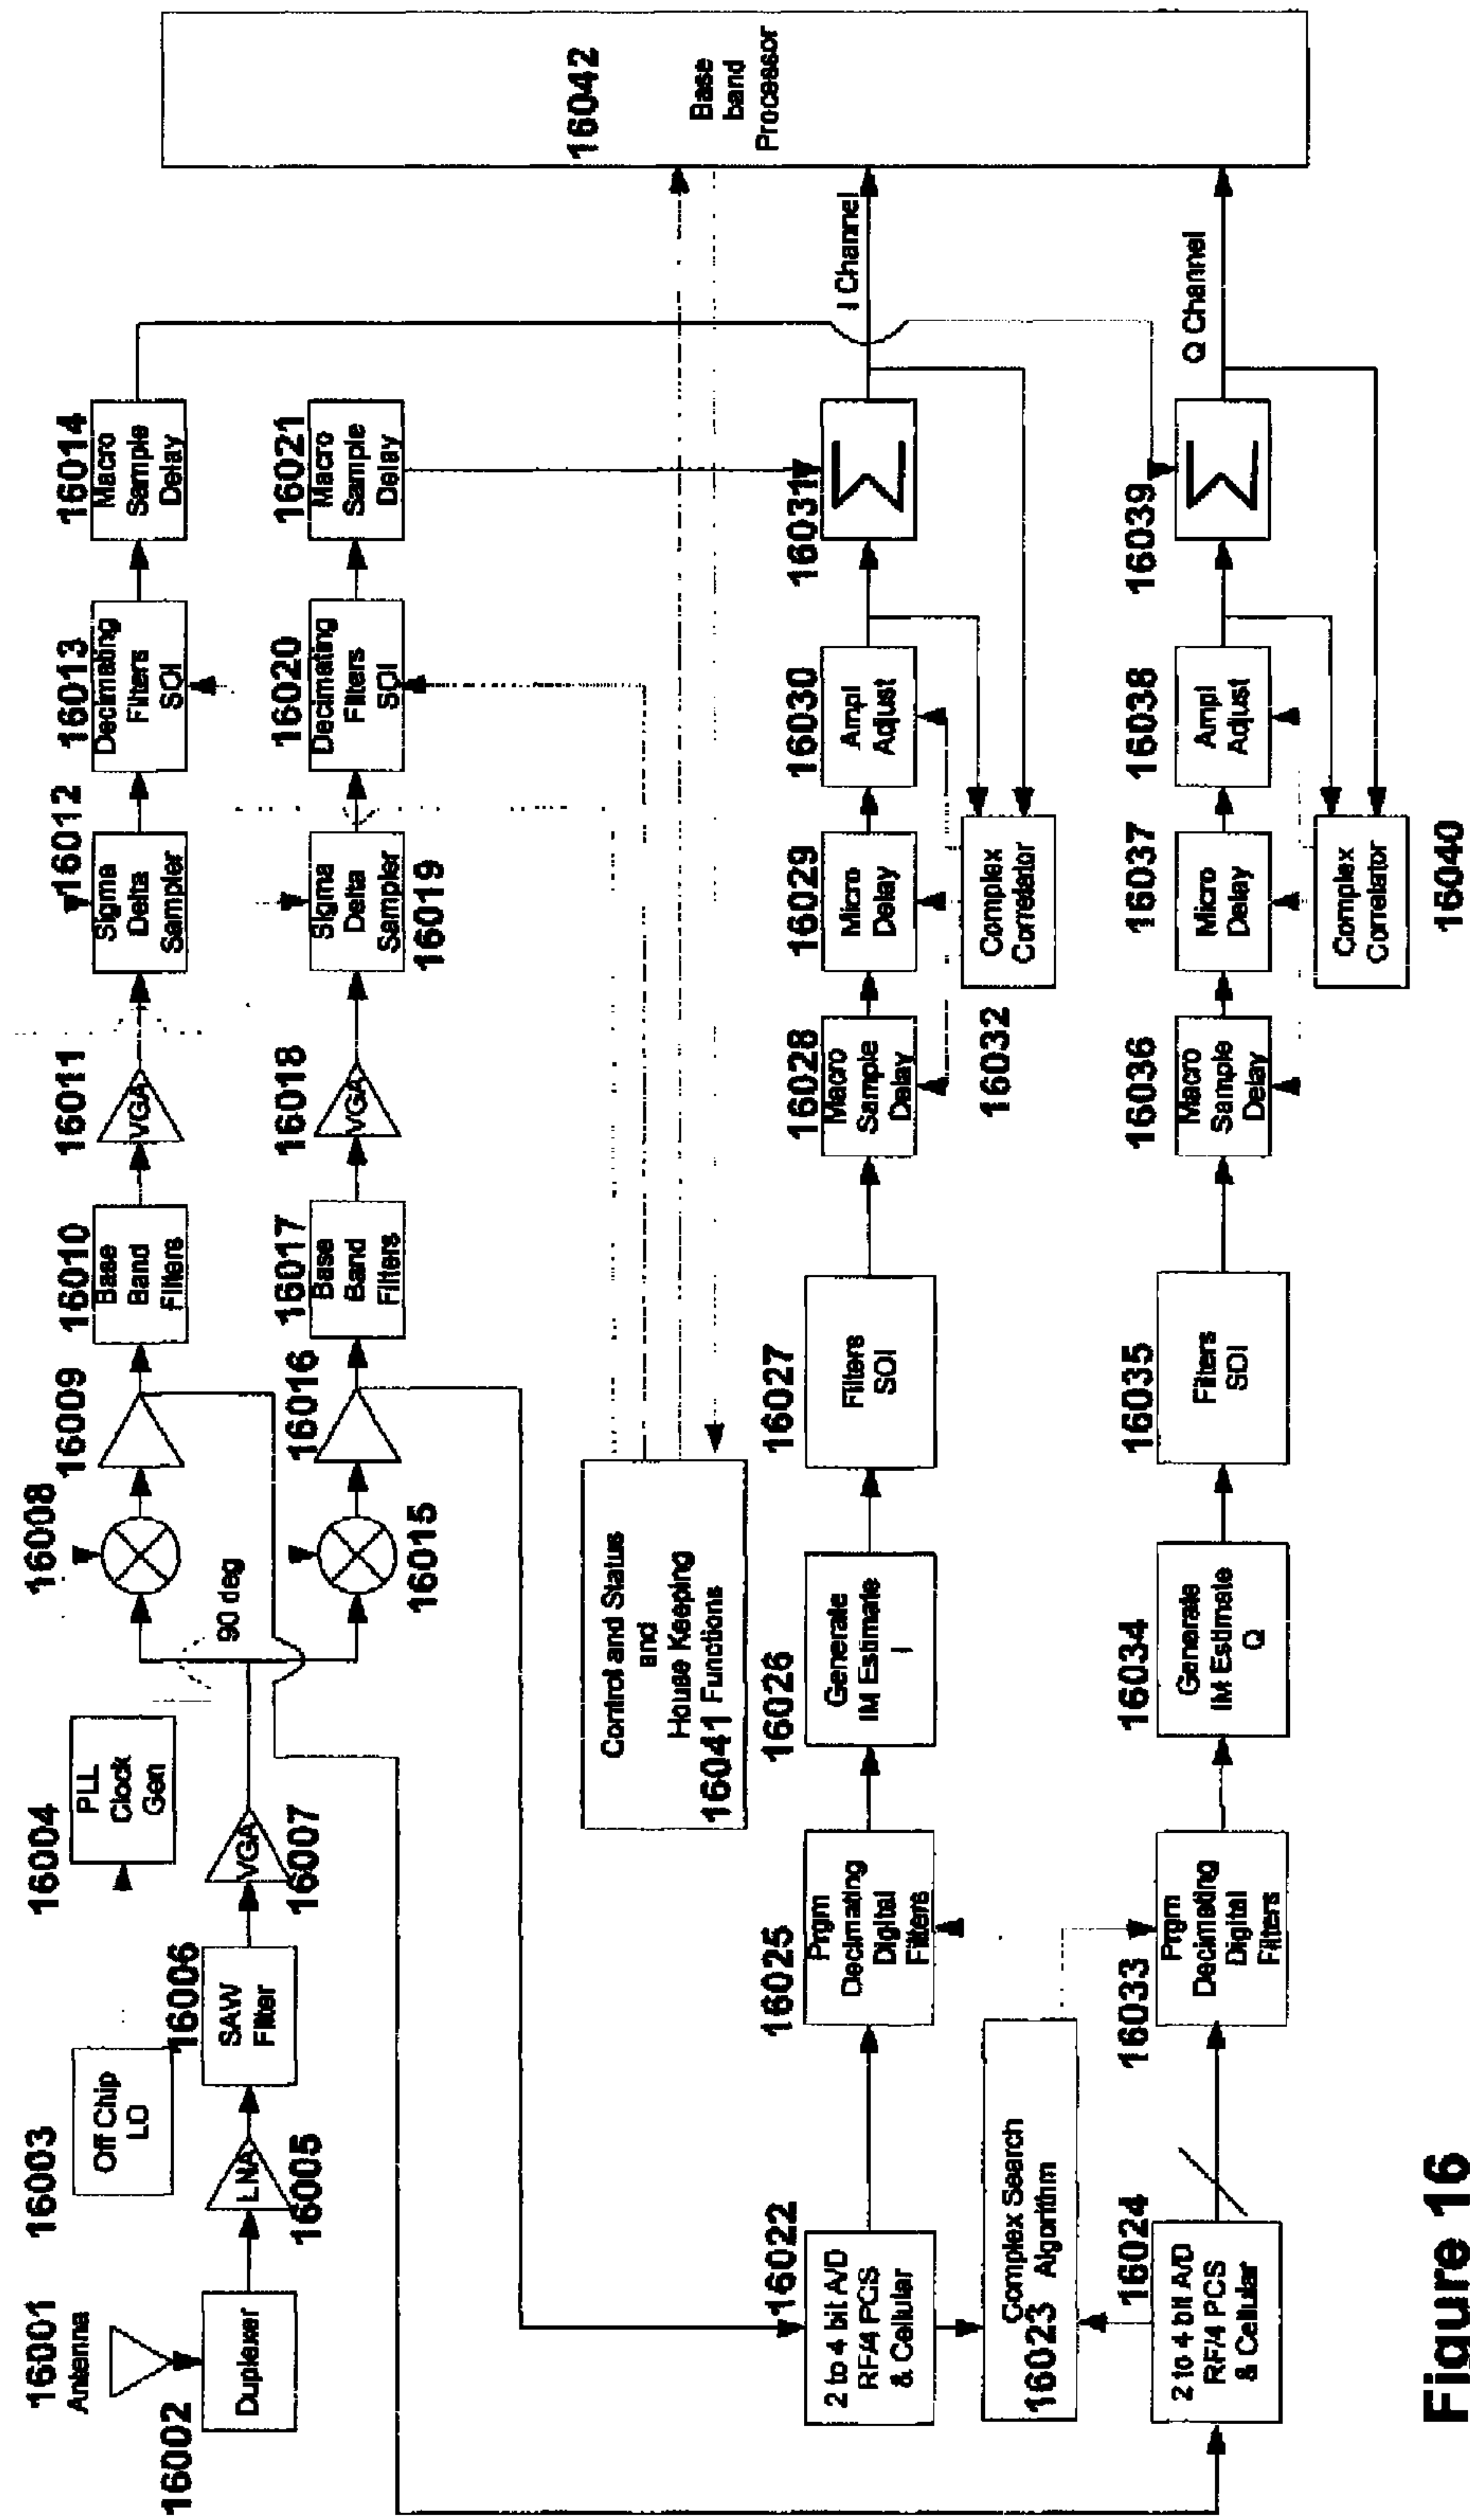 16001
Antenna
16002
Duplexer
16003
Off Chip
LO
LNA
16005
16006
SAW
Filter
16004
PLL
Clock
Gen
VGA
16007
90 deg
16008
16009
16010
Base
Band
Filters
16011
VGA
16012
Sigma
Delta
Sampler
16013
Decimating
Filters
SOI
16014
Macro
Sample
Delay
16015
16016
16017
Base
Band
Filters
16018
VGA
Sigma
Delta
Sampler
16019
16020
Decimating
Filters
SOI
16021
Macro
Sample
Delay
Control and Status
and
House Keeping
16041 Functions
16042
Base
band
Processor
16022
2 to 4 bit A/D
RF/4 PCS
& Cellular
16025
Prgm
Decimating
Digital
Filters
16026
Generate
IM Estimate
I
16027
Filters
SOI
16028
Macro
Sample
Delay
16029
Micro
Delay
16030
Ampl
Adjust
16031
Σ
I Channel
Complex
Correlator
16032
Complex Search
16023 Algorithm
16024
2 to 4 bit A/D
RF/4 PCS
& Cellular
16033
Prgm
Decimating
Digital
Filters
16034
Generate
IM Estimate
Q
16035
Filters
SOI
16036
Macro
Sample
Delay
16037
Micro
Delay
16038
Ampl
Adjust
16039
Σ
Q Channel
Complex
Correlator
16040
Figure 16